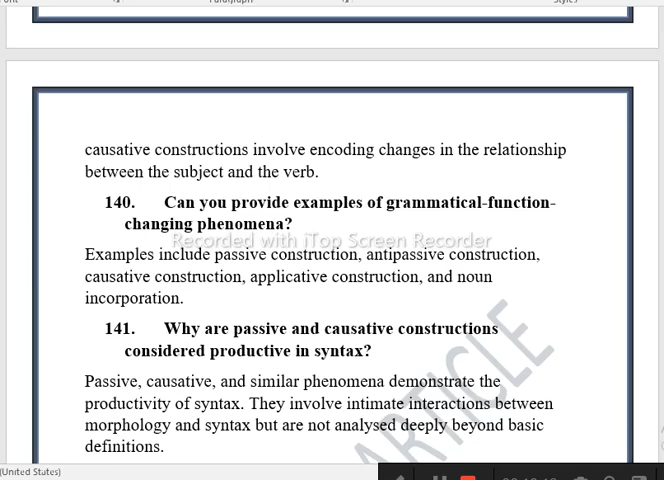 Paragraph
Styles
causative constructions involve encoding changes in the relationship
between the subject and the verb.
140. Can you provide examples of grammatical-function-
changing phenomena?
Recorded with iTop Screen Recorder
Examples include passive construction, antipassive construction,
causative construction, applicative construction, and noun
incorporation.
141. Why are passive and causative constructions
considered productive in syntax?
Passive, causative, and similar phenomena demonstrate the
productivity of syntax. They involve intimate interactions between
morphology and syntax but are not analysed deeply beyond basic
definitions.
ARTICLE
(United States)